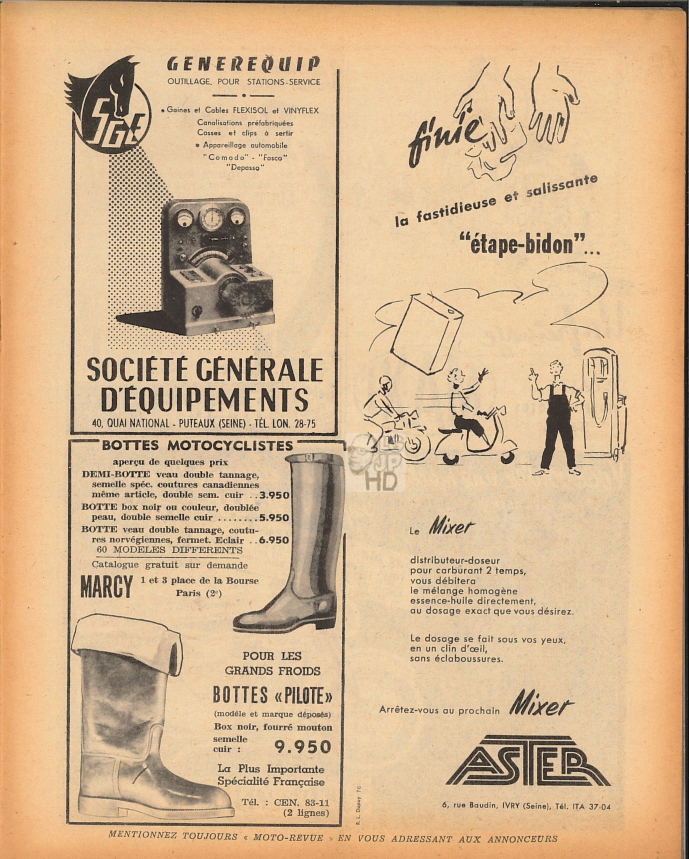 SGE
GENEREQUIP
OUTILLAGE POUR STATIONS-SERVICE
• Gaines et Cables FLEXISOL et VINYFLEX
Canalisations préfabriquées
Cosses et clips à sertir
• Appareillage automobile
"Comodo" - "Fasco"
"Depassa"
SOCIÉTÉ GÉNÉRALE
D'ÉQUIPEMENTS
40, QUAI NATIONAL - PUTEAUX (SEINE) - TÉL. LON. 28-75
BOTTES MOTOCYCLISTES
aperçu de quelques prix
DEMI-BOTTE veau double tannage,
semelle spéc. coutures canadiennes
même article, double sem. cuir ..3.950
BOTTE box noir ou couleur, doublée
peau, double semelle cuir ........5.950
BOTTE veau double tannage, coutu-
res norvégiennes, fermet. Eclair ..6.950
60 MODELES DIFFERENTS
Catalogue gratuit sur demande
MARCY 1 et 3 place de la Bourse
Paris (2e)
POUR LES
GRANDS FROIDS
BOTTES «PILOTE»
(modèle et marque déposés)
Box noir, fourré mouton
semelle
cuir : 9.950
La Plus Importante
Spécialité Française
Tél. : CEN. 83-11
(2 lignes)
finie
la fastidieuse et salissante
"étape-bidon"...
JP
HD
Le Mixer
distributeur-doseur
pour carburant 2 temps,
vous débitera
le mélange homogène
essence-huile directement,
au dosage exact que vous désirez.
Le dosage se fait sous vos yeux,
en un clin d'œil,
sans éclaboussures.
Arrêtez-vous au prochain Mixer
ASTER
6, rue Baudin, IVRY (Seine), Tél. ITA 37-04
MENTIONNEZ TOUJOURS « MOTO-REVUE » EN VOUS ADRESSANT AUX ANNONCEURS